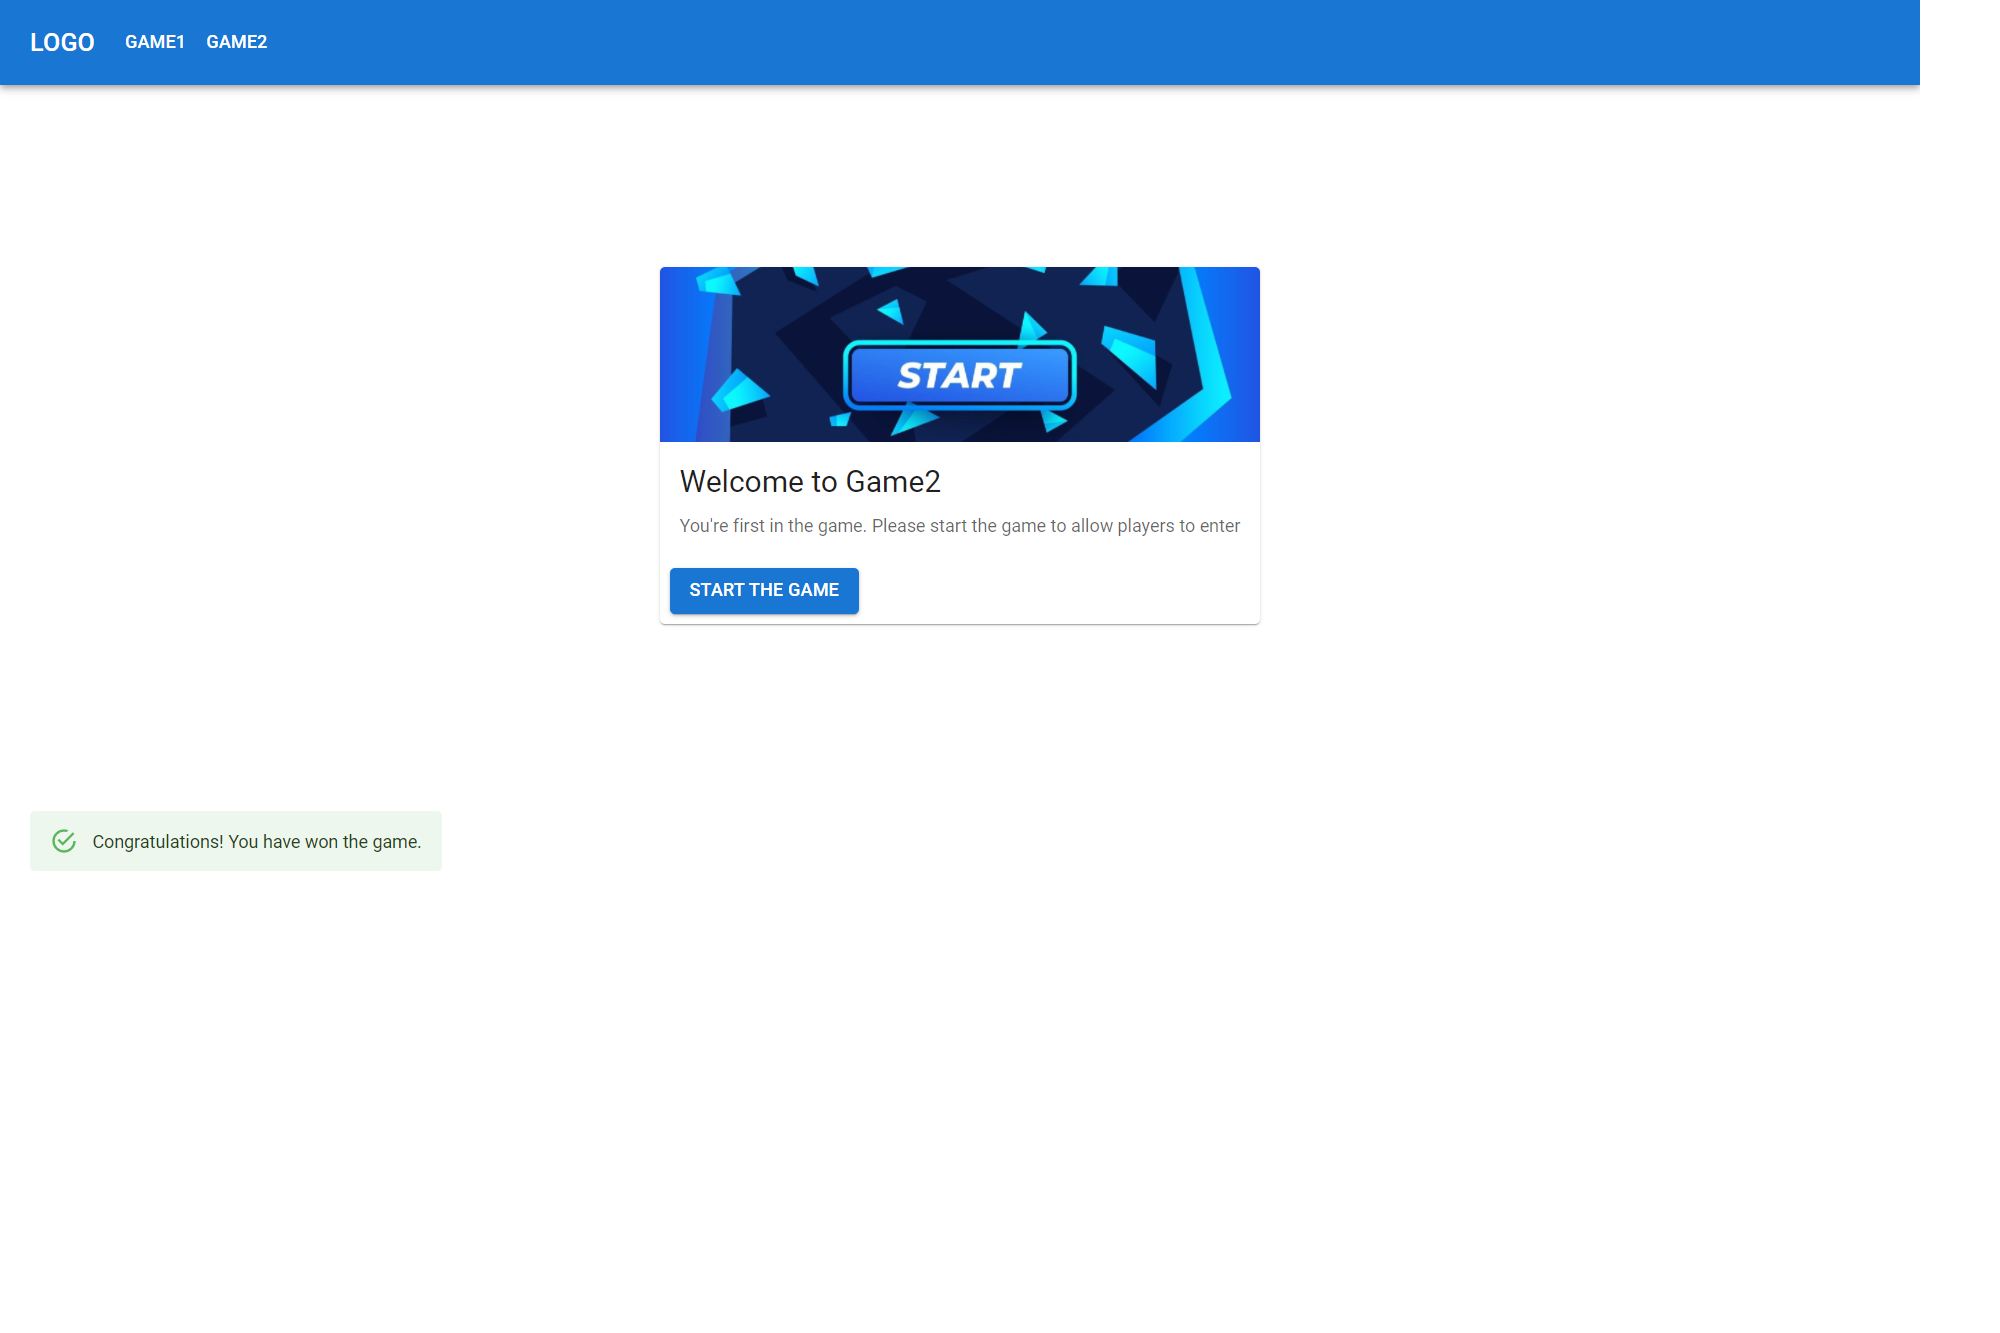 LOGO GAME1 GAME2
START
Welcome to Game2
You're first in the game. Please start the game to allow players to enter
START THE GAME
Congratulations! You have won the game.